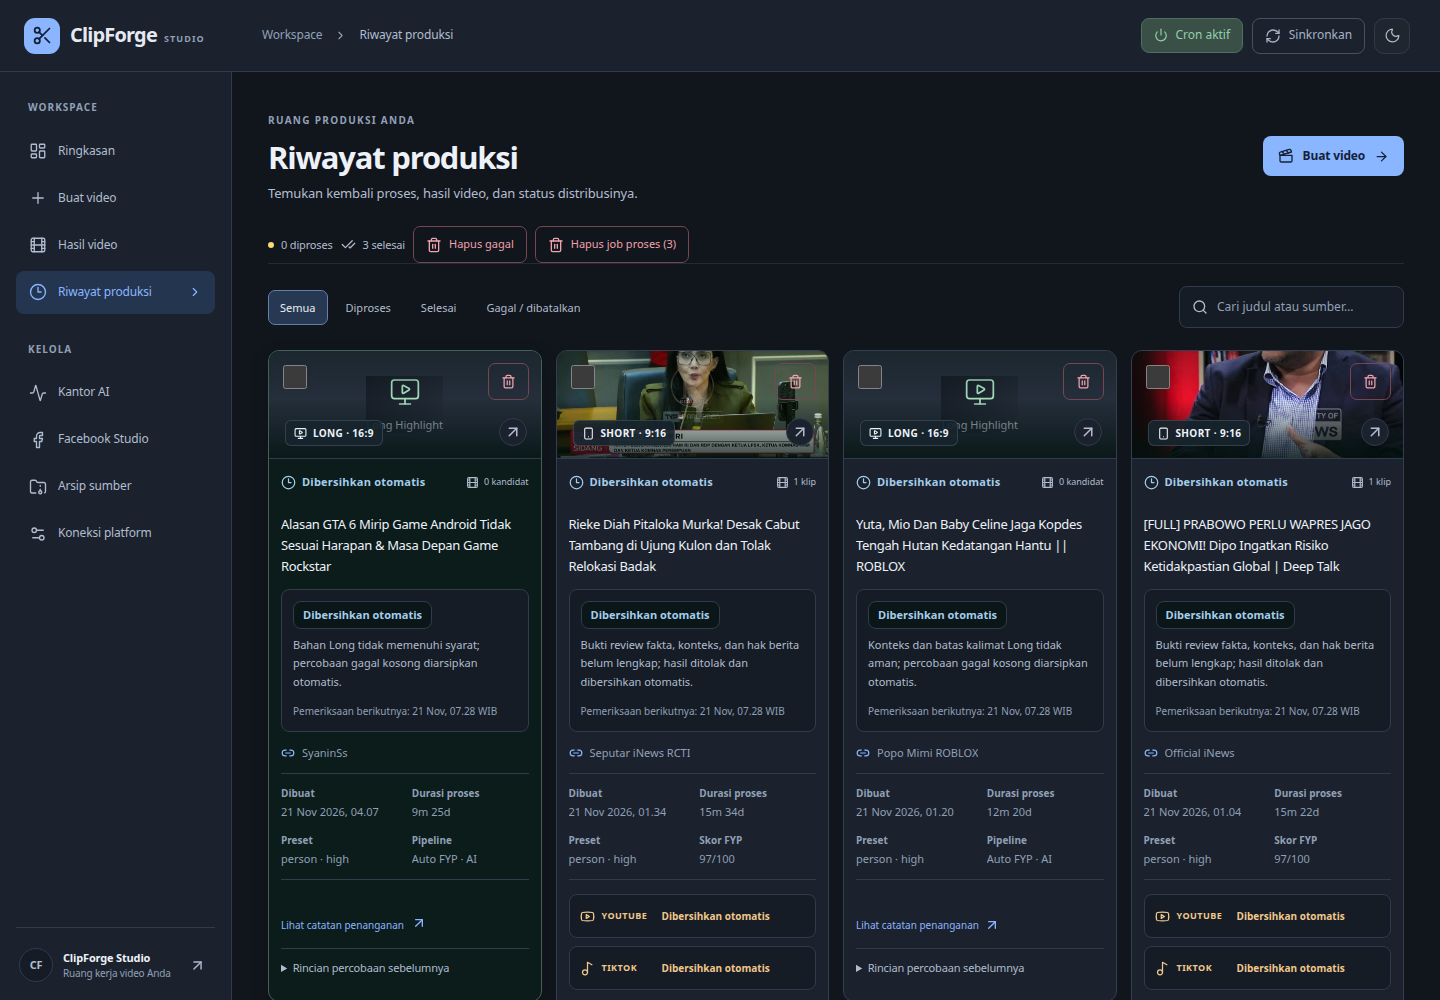 ClipForge STUDIO
Workspace
Riwayat produksi
Cron aktif
Sinkronkan
WORKSPACE
Ringkasan
Buat video
Hasil video
Riwayat produksi
KELOLA
Kantor AI
Facebook Studio
Arsip sumber
Koneksi platform
CF
ClipForge Studio
Ruang kerja video Anda
RUANG PRODUKSI ANDA
Riwayat produksi
Temukan kembali proses, hasil video, dan status distribusinya.
Buat video
0 diproses
3 selesai
Hapus gagal
Hapus job proses (3)
Semua
Diproses
Selesai
Gagal / dibatalkan
Cari judul atau sumber...
LONG · 16:9
Highlight
Dibersihkan otomatis
0 kandidat
Alasan GTA 6 Mirip Game Android Tidak
Sesuai Harapan & Masa Depan Game
Rockstar
Dibersihkan otomatis
Bahan Long tidak memenuhi syarat;
percobaan gagal kosong diarsipkan
otomatis.
Pemeriksaan berikutnya: 21 Nov, 07.28 WIB
SyaninSs
Dibuat
Durasi proses
21 Nov 2026, 04.07
9m 25d
Preset
Pipeline
person · high
Auto FYP · AI
Lihat catatan penanganan
Rincian percobaan sebelumnya
SHORT · 9:16
SIDANG
Dibersihkan otomatis
1 klip
Rieke Diah Pitaloka Murka! Desak Cabut
Tambang di Ujung Kulon dan Tolak
Relokasi Badak
Dibersihkan otomatis
Bukti review fakta, konteks, dan hak berita
belum lengkap; hasil ditolak dan
dibersihkan otomatis.
Pemeriksaan berikutnya: 21 Nov, 07.28 WIB
Seputar iNews RCTI
Dibuat
Durasi proses
21 Nov 2026, 01.34
15m 34d
Preset
Skor FYP
person · high
97/100
YOUTUBE
Dibersihkan otomatis
TIKTOK
Dibersihkan otomatis
LONG · 16:9
Highlight
Dibersihkan otomatis
0 kandidat
Yuta, Mio Dan Baby Celine Jaga Kopdes
Tengah Hutan Kedatangan Hantu ||
ROBLOX
Dibersihkan otomatis
Konteks dan batas kalimat Long tidak
aman; percobaan gagal kosong diarsipkan
otomatis.
Pemeriksaan berikutnya: 21 Nov, 07.28 WIB
Popo Mimi ROBLOX
Dibuat
Durasi proses
21 Nov 2026, 01.20
12m 20d
Preset
Pipeline
person · high
Auto FYP · AI
Lihat catatan penanganan
Rincian percobaan sebelumnya
SHORT · 9:16
Dibersihkan otomatis
1 klip
[FULL] PRABOWO PERLU WAPRES JAGO
EKONOMI! Dipo Ingatkan Risiko
Ketidakpastian Global | Deep Talk
Dibersihkan otomatis
Bukti review fakta, konteks, dan hak berita
belum lengkap; hasil ditolak dan
dibersihkan otomatis.
Pemeriksaan berikutnya: 21 Nov, 07.28 WIB
Official iNews
Dibuat
Durasi proses
21 Nov 2026, 01.04
15m 22d
Preset
Skor FYP
person · high
97/100
YOUTUBE
Dibersihkan otomatis
TIKTOK
Dibersihkan otomatis